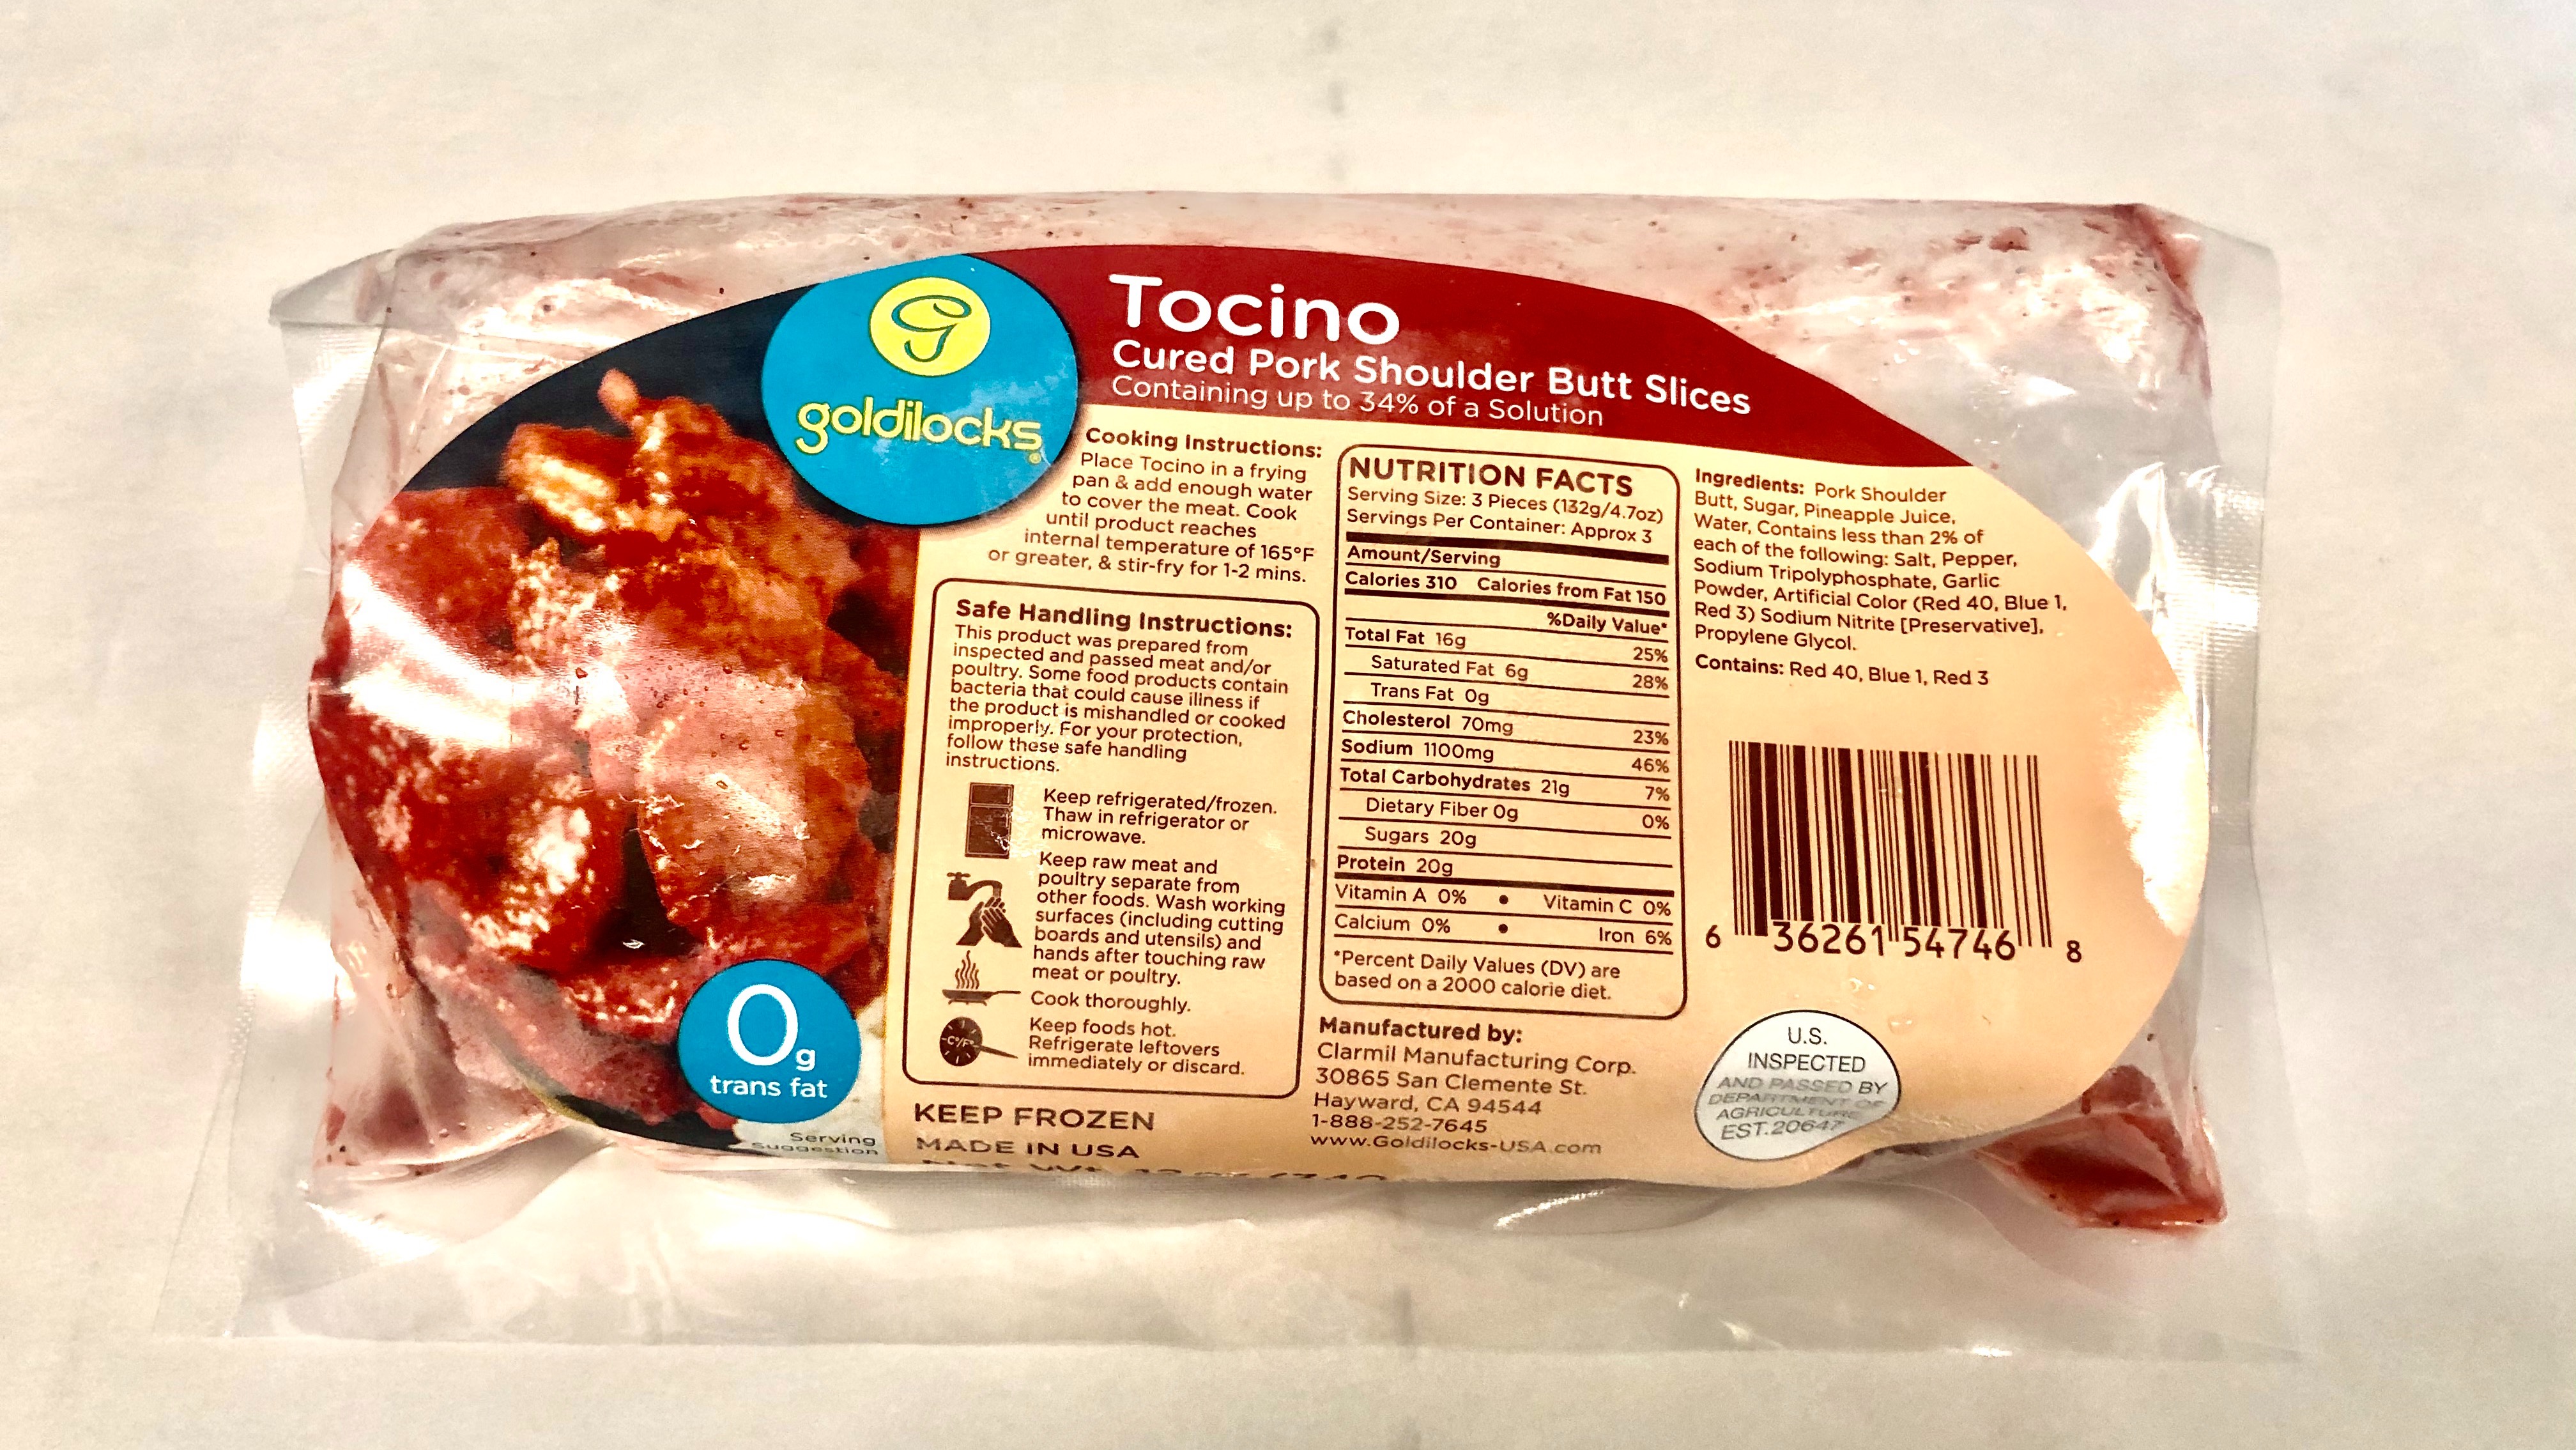 g
goldilocks®
Tocino
Cured Pork Shoulder Butt Slices
Containing up to 34% of a Solution
Cooking Instructions:
Place Tocino in a frying
pan & add enough water
to cover the meat. Cook
until product reaches
internal temperature of 165°F
or greater, & stir-fry for 1-2 mins.
Safe Handling Instructions:
This product was prepared from
inspected and passed meat and/or
poultry. Some food products contain
bacteria that could cause illness if
the product is mishandled or cooked
improperly. For your protection,
follow these safe handling
instructions.
Keep refrigerated/frozen.
Thaw in refrigerator or
microwave.
Keep raw meat and
poultry separate from
other foods. Wash working
surfaces (including cutting
boards and utensils) and
hands after touching raw
meat or poultry.
Cook thoroughly.
-C°/F°
Keep foods hot.
Refrigerate leftovers
immediately or discard.
KEEP FROZEN
MADE IN USA
Net Wt.
0g
trans fat
Serving
Suggestion
NUTRITION FACTS
Serving Size: 3 Pieces (132g/4.7oz)
Servings Per Container: Approx 3
Amount/Serving
Calories 310 Calories from Fat 150
%Daily Value*
Total Fat 16g 25%
Saturated Fat 6g 28%
Trans Fat 0g
Cholesterol 70mg 23%
Sodium 1100mg 46%
Total Carbohydrates 21g 7%
Dietary Fiber 0g 0%
Sugars 20g
Protein 20g
Vitamin A 0% • Vitamin C 0%
Calcium 0% • Iron 6%
*Percent Daily Values (DV) are
based on a 2000 calorie diet.
Manufactured by:
Clarmil Manufacturing Corp.
30865 San Clemente St.
Hayward, CA 94544
1-888-252-7645
www.Goldilocks-USA.com
Ingredients: Pork Shoulder
Butt, Sugar, Pineapple Juice,
Water, Contains less than 2% of
each of the following: Salt, Pepper,
Sodium Tripolyphosphate, Garlic
Powder, Artificial Color (Red 40, Blue 1,
Red 3) Sodium Nitrite [Preservative],
Propylene Glycol.
Contains: Red 40, Blue 1, Red 3
6 36261 54746 8
U.S.
INSPECTED
AND PASSED BY
DEPARTMENT OF
AGRICULTURE
EST.20647